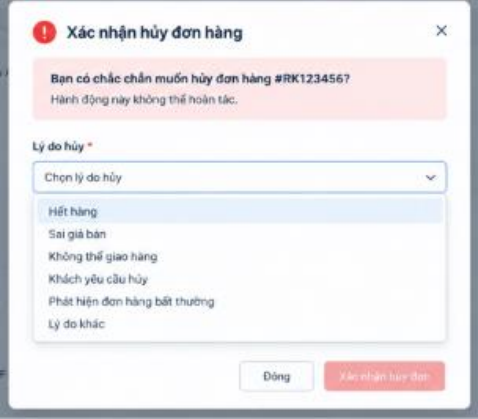 Xác nhận hủy đơn hàng
Bạn có chắc chắn muốn hủy đơn hàng #RK123456?
Hành động này không thể hoàn tác.
Lý do hủy *
Chọn lý do hủy
Hết hàng
Sai giá bán
Không thể giao hàng
Khách yêu cầu hủy
Phát hiện đơn hàng bất thường
Lý do khác
Đóng
Xác nhận hủy đơn